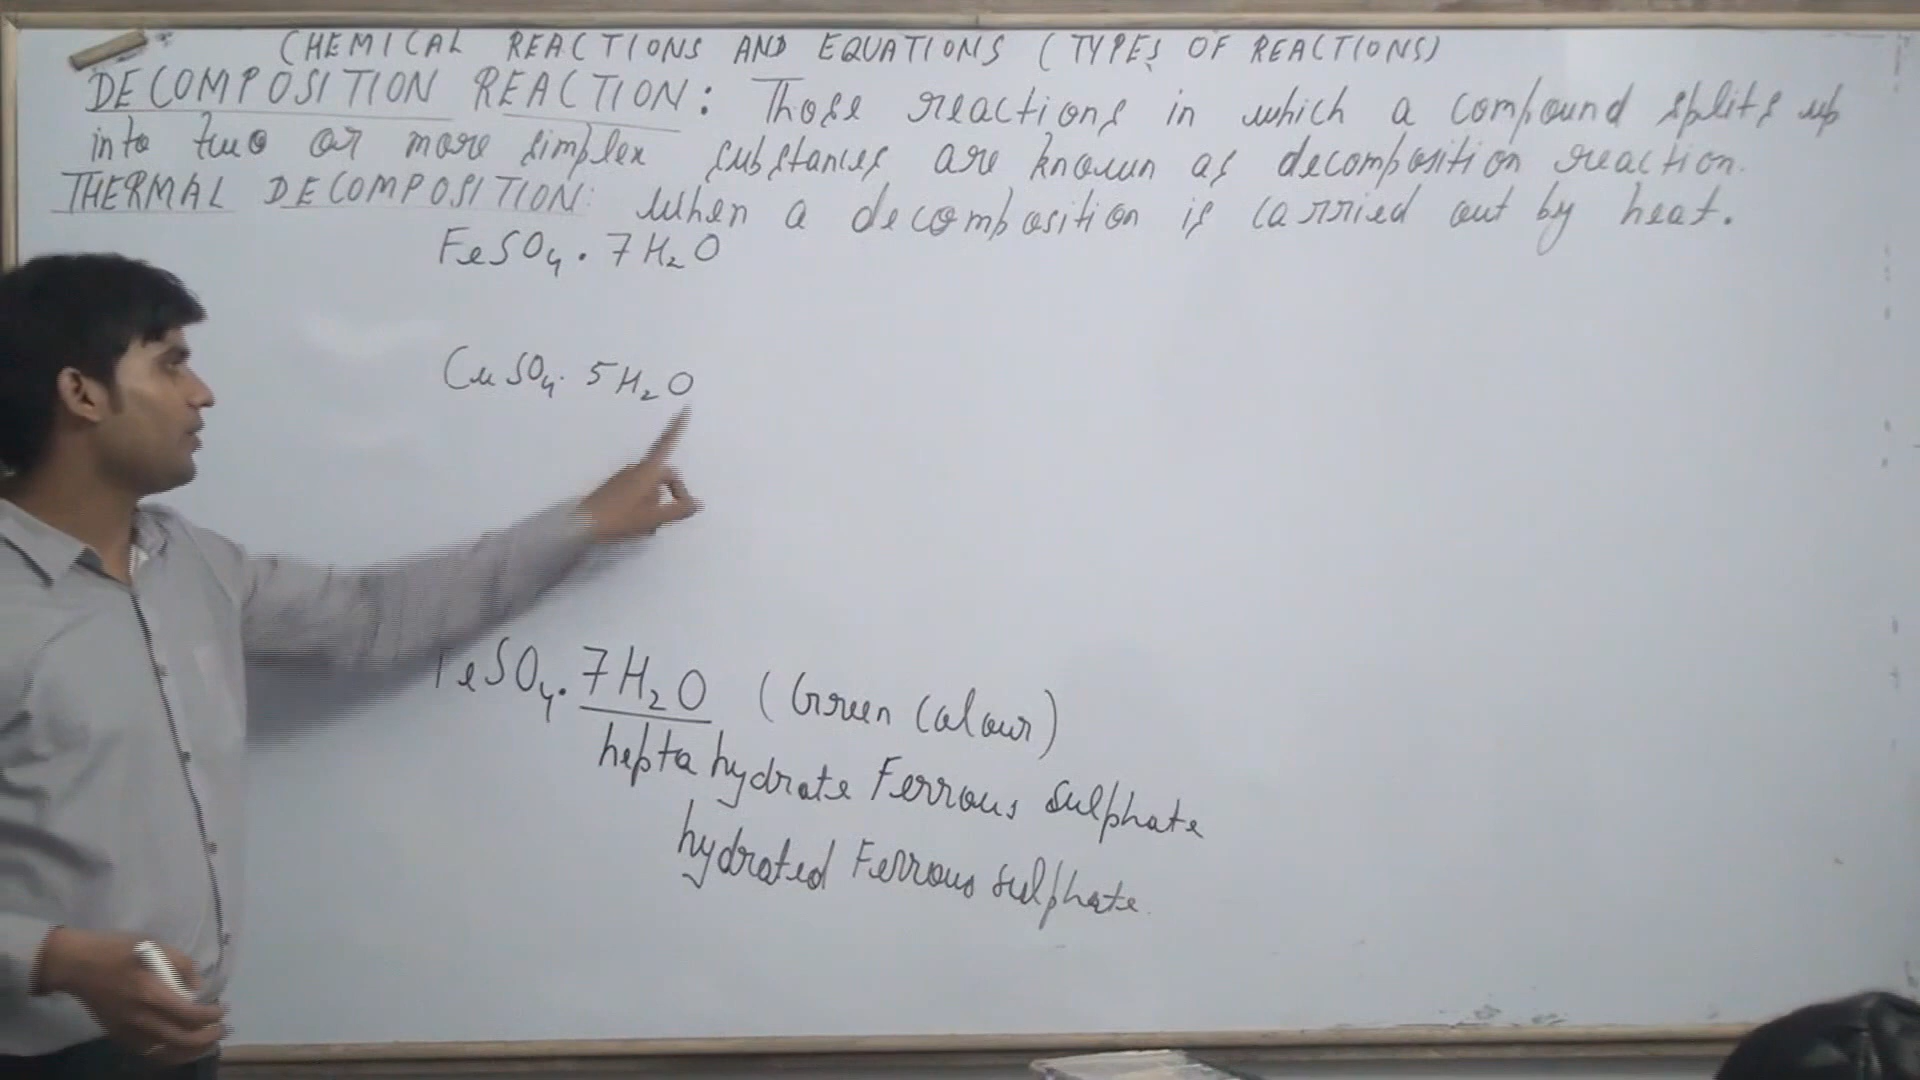 CHEMICAL REACTIONS AND EQUATIONS (TYPES OF REACTIONS)
DECOMPOSITION REACTION: Those reactions in which a compound splits up
into two or more simplex substances are known as decomposition reaction.
THERMAL DECOMPOSITION: When a decomposition is carried out by heat.
FeSO₄·7H₂O
CuSO₄·5H₂O
FeSO₄·7H₂O (Green Colour)
hepta hydrate Ferrous sulphate
hydrated Ferrous sulphate.